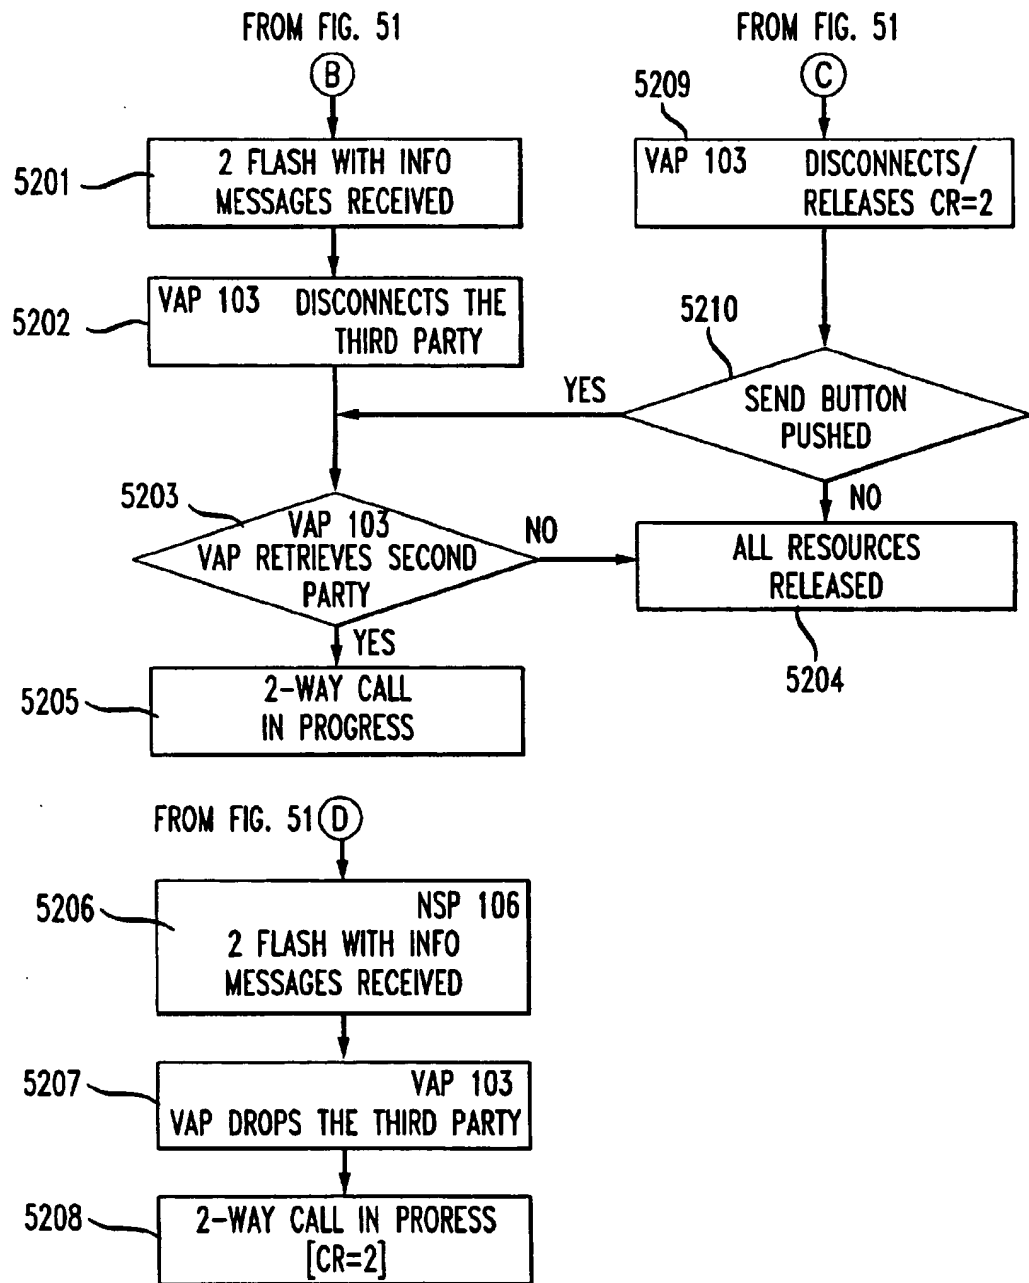 FROM FIG. 51
B
5201
2 FLASH WITH INFO
MESSAGES RECEIVED
5202
VAP 103 DISCONNECTS THE
THIRD PARTY
5203
VAP 103
VAP RETRIEVES SECOND
PARTY
NO
YES
5205
2-WAY CALL
IN PROGRESS
FROM FIG. 51
C
5209
VAP 103 DISCONNECTS/
RELEASES CR=2
5210
SEND BUTTON
PUSHED
YES
NO
ALL RESOURCES
RELEASED
5204
FROM FIG. 51 D
5206
NSP 106
2 FLASH WITH INFO
MESSAGES RECEIVED
5207
VAP 103
VAP DROPS THE THIRD PARTY
5208
2-WAY CALL IN PRORESS
[CR=2]